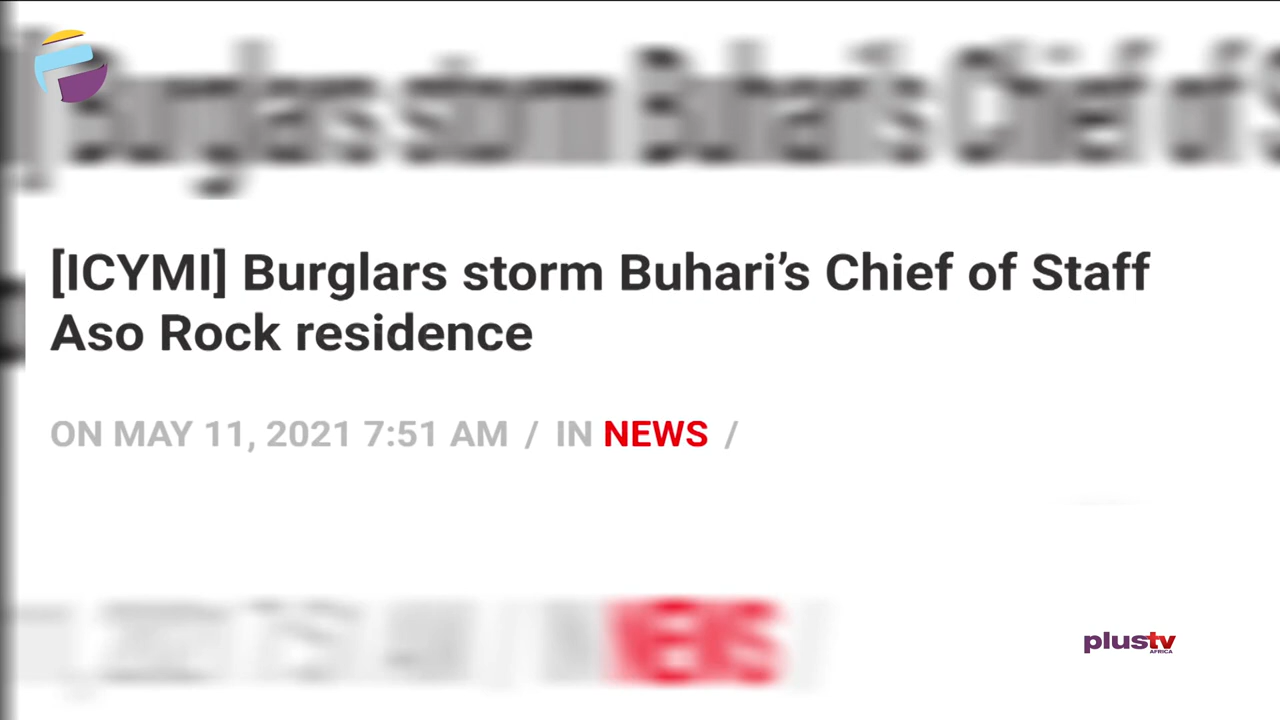 [ICYMI] Burglars storm Buhari’s Chief of Staff
Aso Rock residence
ON MAY 11, 2021 7:51 AM / IN NEWS /
plustv
AFRICA